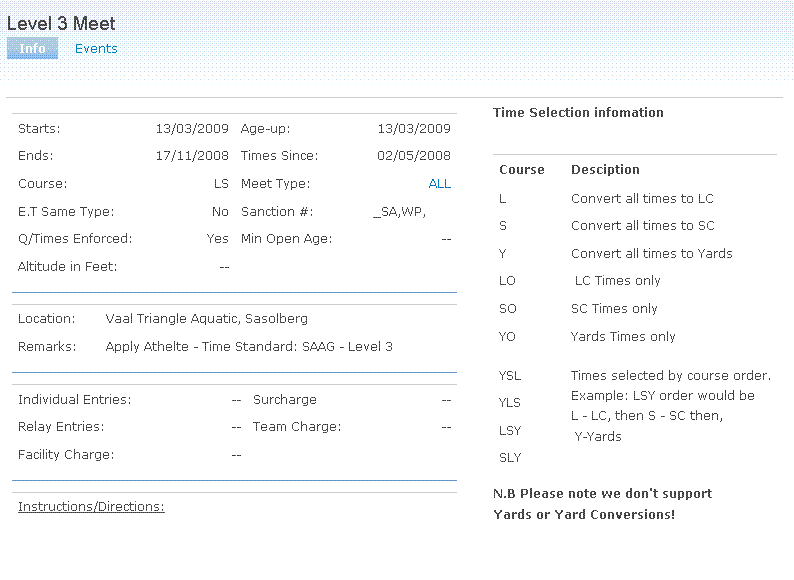 Level 3 Meet
Info Events
Starts: 13/03/2009 Age-up: 13/03/2009
Ends: 17/11/2008 Times Since: 02/05/2008
Course: LS Meet Type: ALL
E.T Same Type: No Sanction #: _SA,WP,
Q/Times Enforced: Yes Min Open Age: --
Altitude in Feet: --
Location: Vaal Triangle Aquatic, Sasolberg
Remarks: Apply Athelte - Time Standard: SAAG - Level 3
Individual Entries: -- Surcharge --
Relay Entries: -- Team Charge: --
Facility Charge: --
Instructions/Directions:
Time Selection infomation
Course Desciption
L Convert all times to LC
S Convert all times to SC
Y Convert all times to Yards
LO LC Times only
SO SC Times only
YO Yards Times only
YSL Times selected by course order.
Example: LSY order would be
YLS
L - LC, then S - SC then,
LSY
Y-Yards
SLY
N.B Please note we don't support
Yards or Yard Conversions!